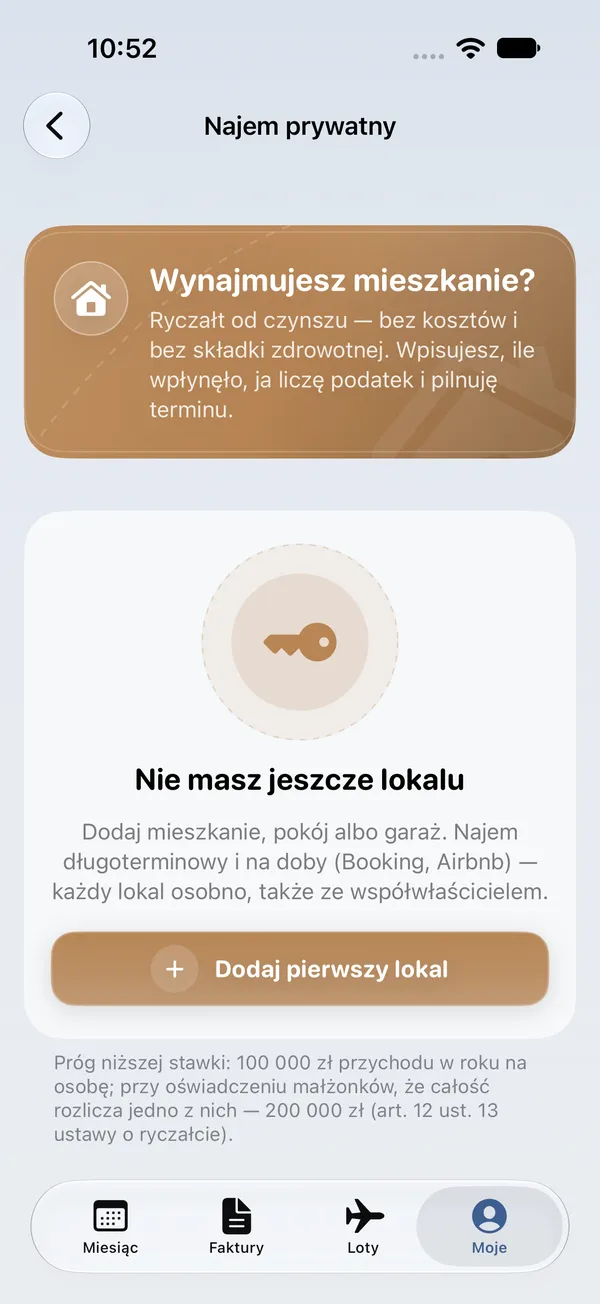 10:52
Najem prywatny
Wynajmujesz mieszkanie?
Ryczałt od czynszu — bez kosztów i
bez składki zdrowotnej. Wpisujesz, ile
wpłynęło, ja liczę podatek i pilnuję
terminu.
Nie masz jeszcze lokalu
Dodaj mieszkanie, pokój albo garaż. Najem
długoterminowy i na doby (Booking, Airbnb) —
każdy lokal osobno, także ze współwłaścicielem.
Dodaj pierwszy lokal
Próg niższej stawki: 100 000 zł przychodu w roku na
osobę; przy oświadczeniu małżonków, że całość
rozlicza jedno z nich — 200 000 zł (art. 12 ust. 13
ustawy o ryczałcie).
Miesiąc
Faktury
Loty
Moje